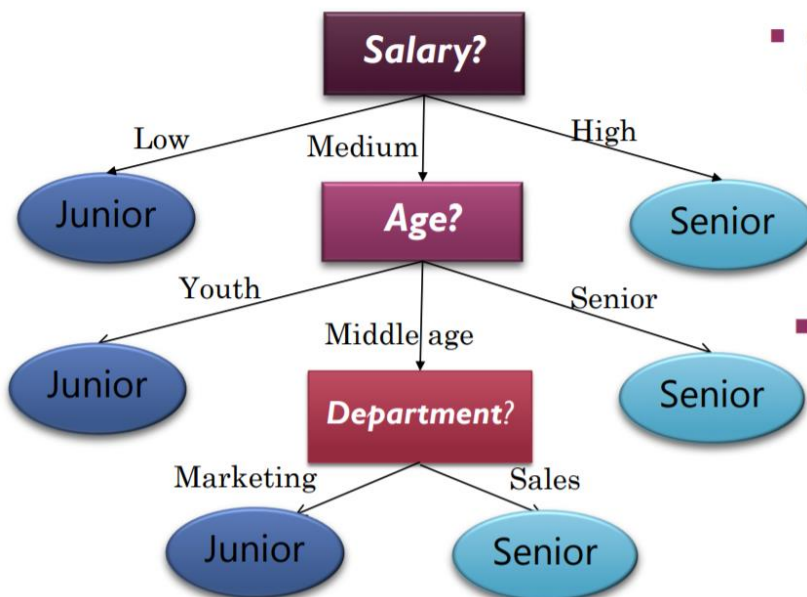 Salary?
Low
Medium
High
Junior
Age?
Senior
Youth
Middle age
Senior
Junior
Department?
Senior
Marketing
Sales
Junior
Senior